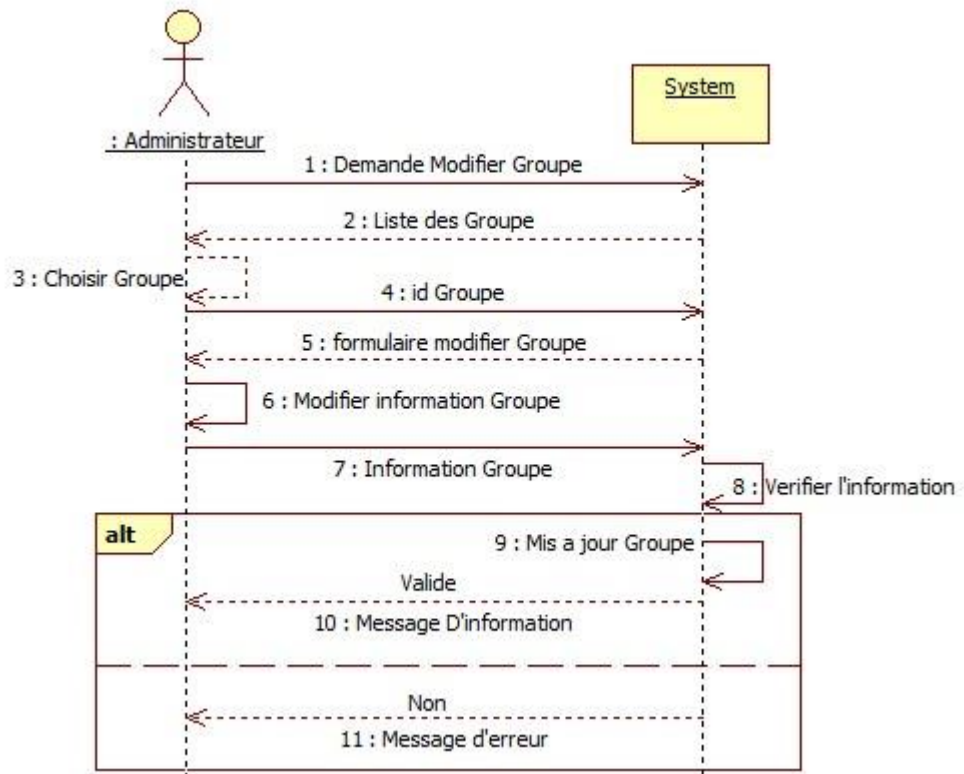 System
: Administrateur
1 : Demande Modifier Groupe
2 : Liste des Groupe
3 : Choisir Groupe
4 : id Groupe
5 : formulaire modifier Groupe
6 : Modifier information Groupe
7 : Information Groupe
8 : Verifier l'information
alt
9 : Mis a jour Groupe
Valide
10 : Message D'information
Non
11 : Message d'erreur